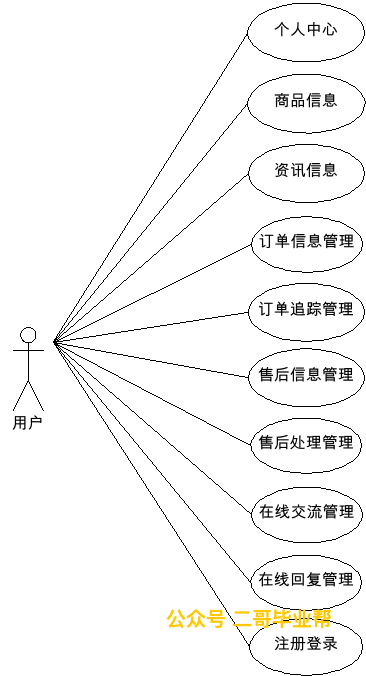 个人中心
商品信息
资讯信息
订单信息管理
订单追踪管理
售后信息管理
用户
售后处理管理
在线交流管理
在线回复管理
公众号 二哥毕业帮
注册登录